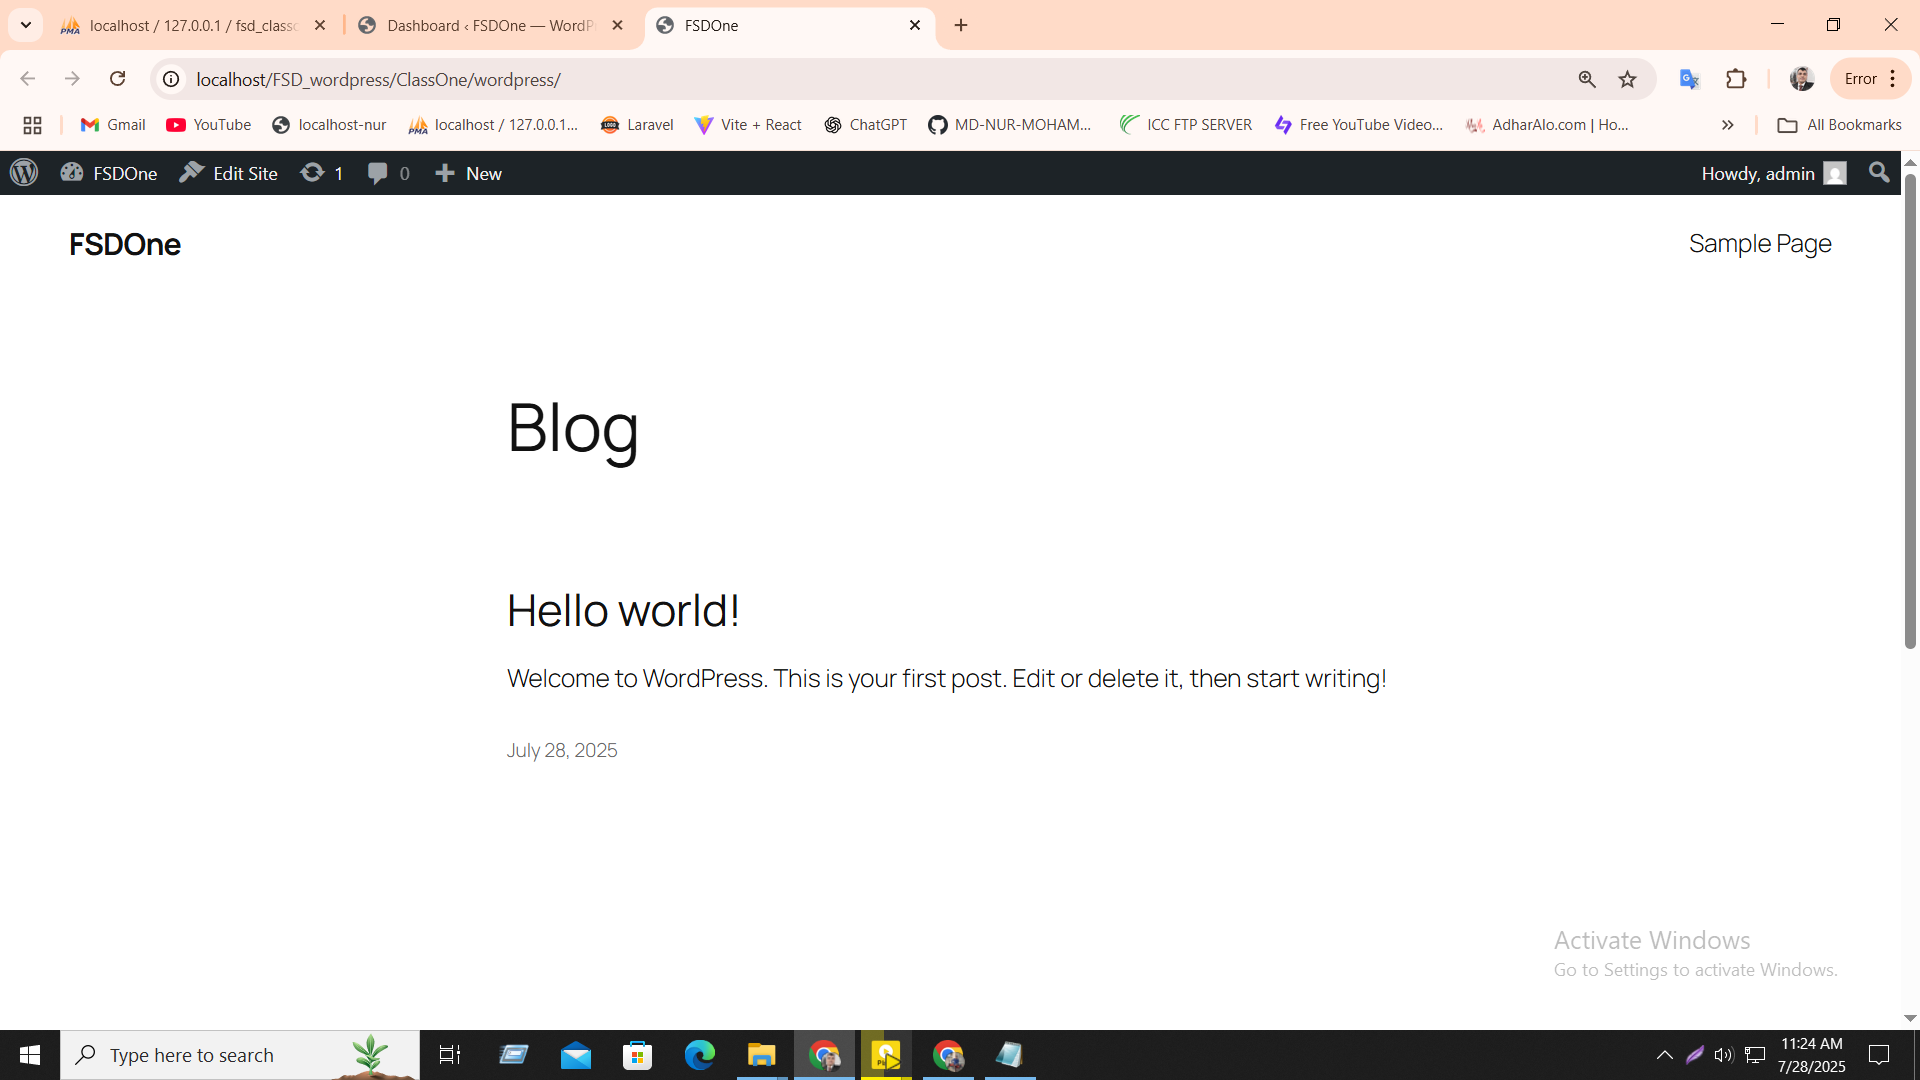 localhost / 127.0.0.1 / fsd_classo
Dashboard ‹ FSDOne — WordP
FSDOne
localhost/FSD_wordpress/ClassOne/wordpress/
Error
Gmail
YouTube
localhost-nur
localhost / 127.0.0.1...
Laravel
Vite + React
ChatGPT
MD-NUR-MOHAM...
ICC FTP SERVER
Free YouTube Video...
AdharAlo.com | Ho...
All Bookmarks
FSDOne
Edit Site
1
0
New
Howdy, admin
FSDOne
Sample Page
Blog
Hello world!
Welcome to WordPress. This is your first post. Edit or delete it, then start writing!
July 28, 2025
Activate Windows
Go to Settings to activate Windows.
Type here to search
11:24 AM
7/28/2025